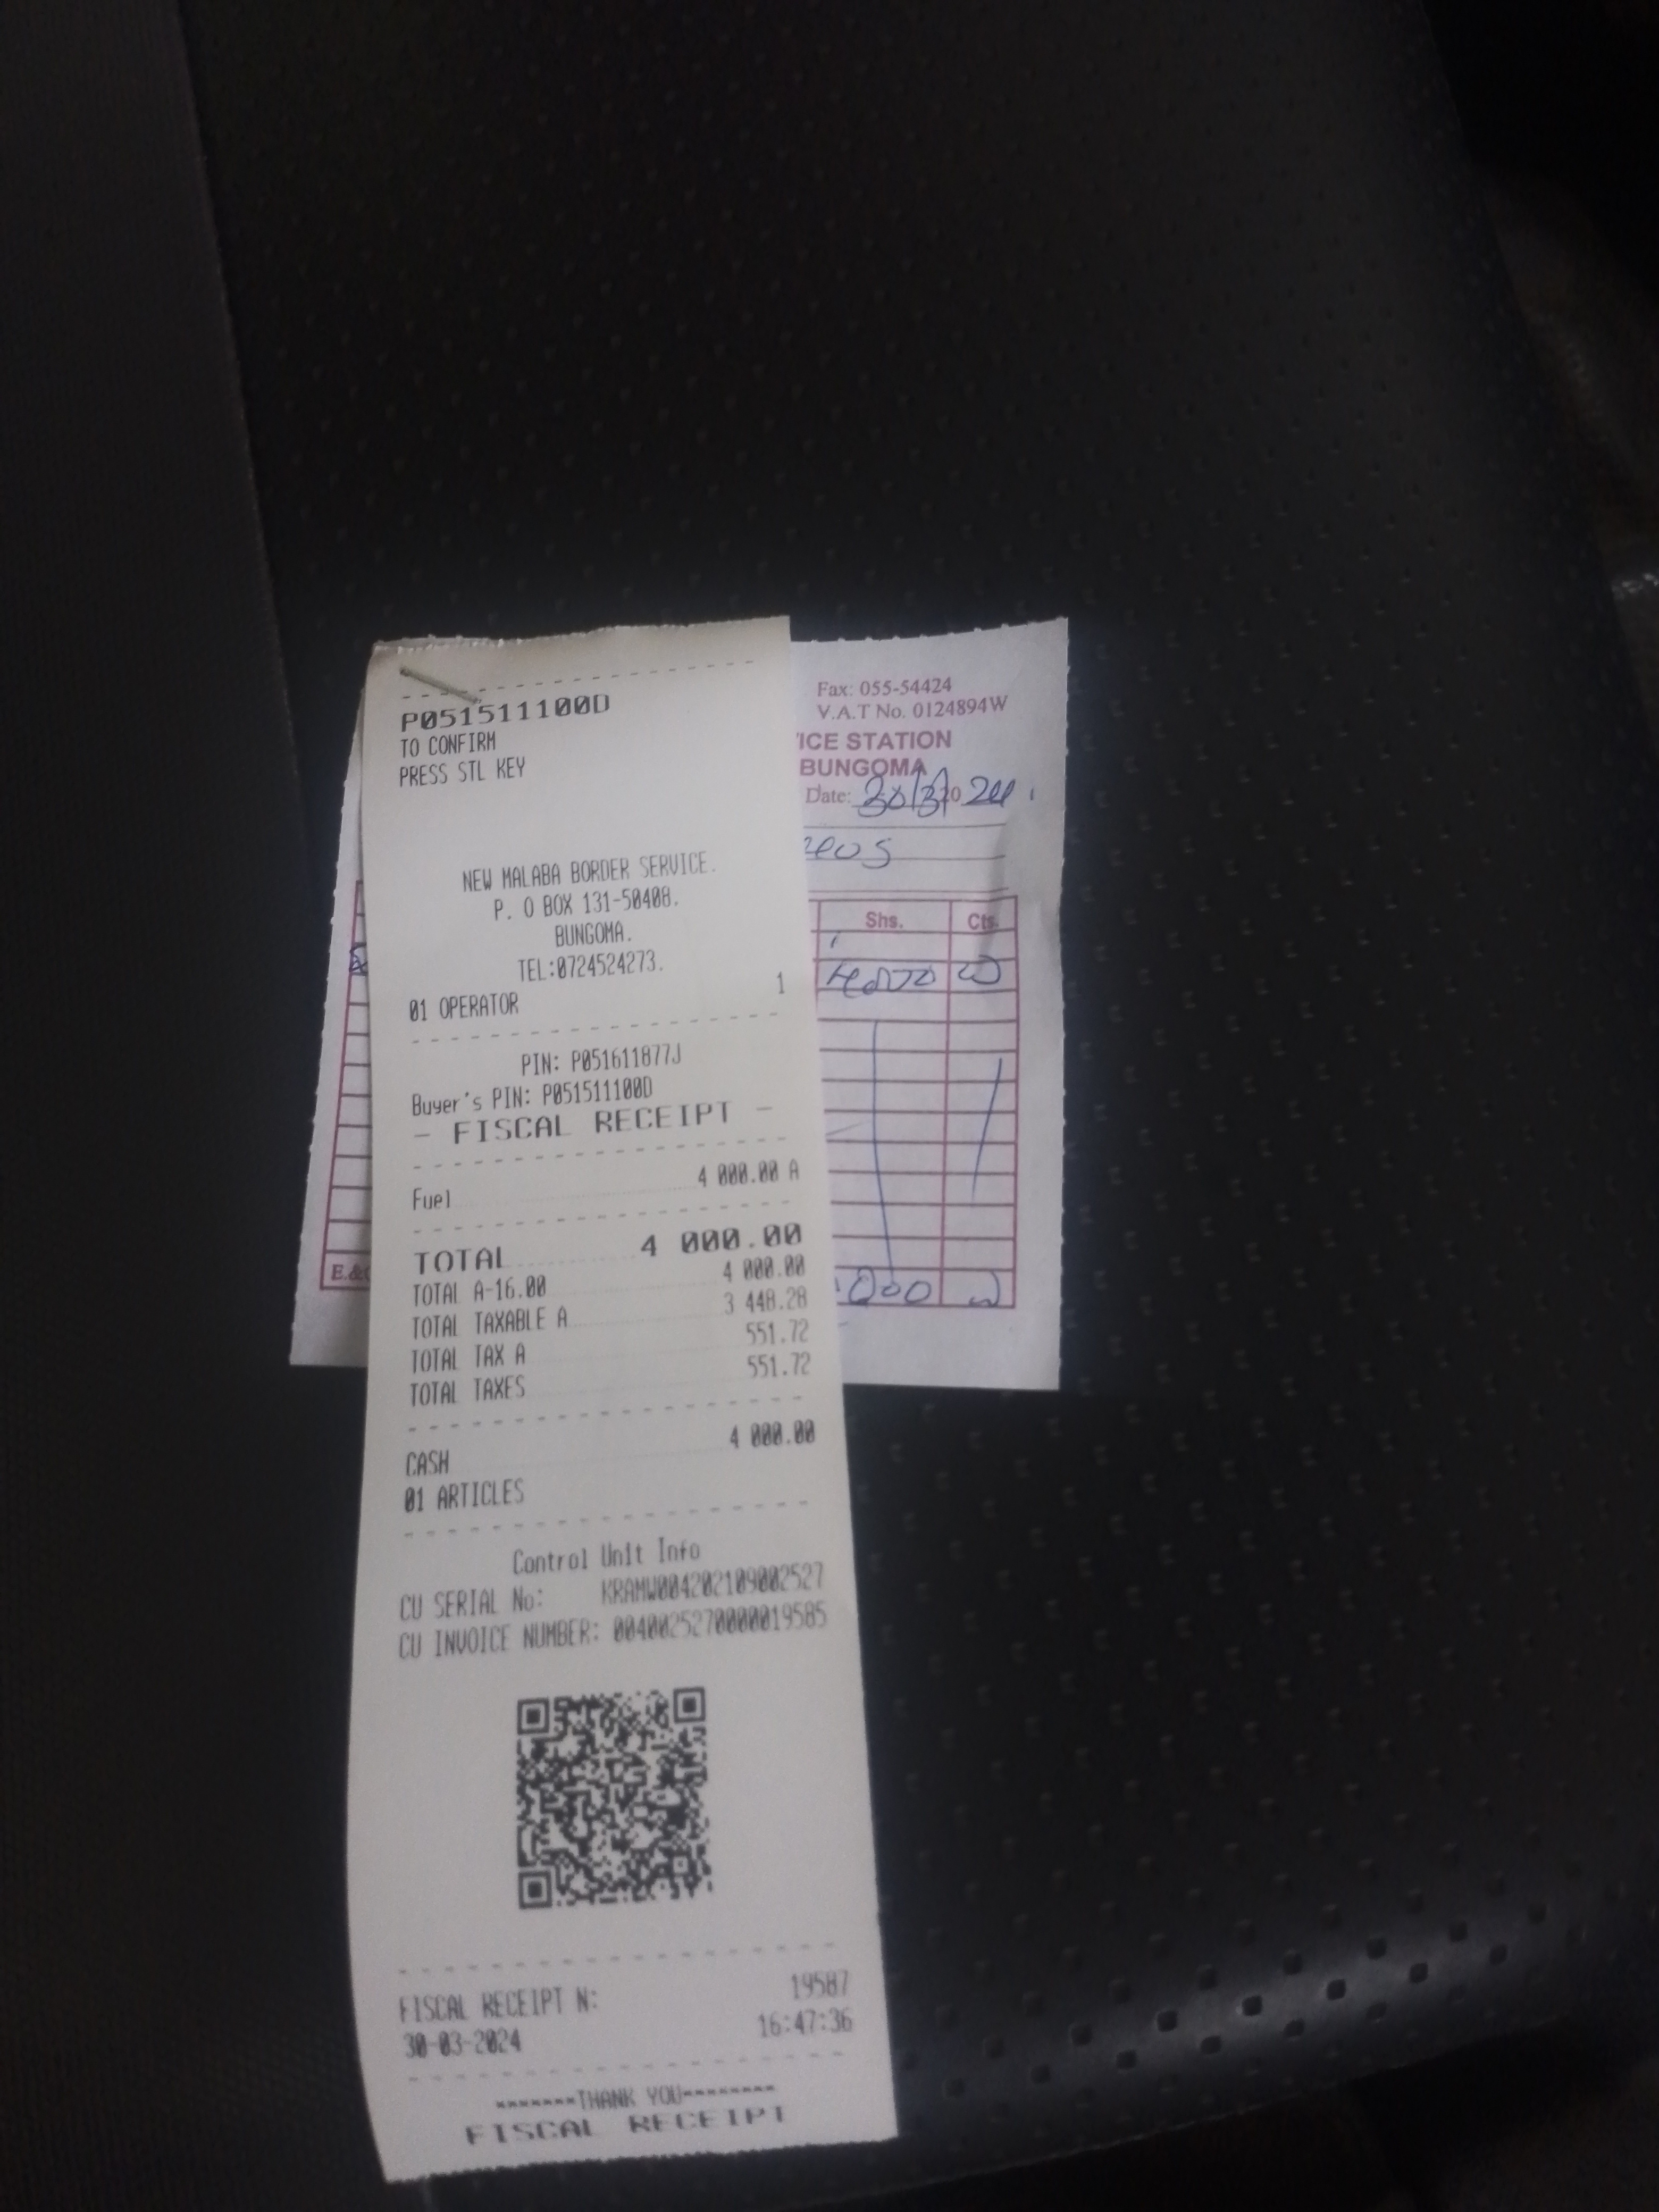 P051511100D
TO CONFIRM
PRESS STL KEY
NEW MALABA BORDER SERVICE.
P. O BOX 131-50408.
BUNGOMA.
TEL:0724524273.
01 OPERATOR 1
PIN: P051611877J
Buyer's PIN: P051511100D
- FISCAL RECEIPT -
Fuel 4 000.00 A
TOTAL 4 000.00
TOTAL A-16.00 4 000.00
TOTAL TAXABLE A 3 448.28
TOTAL TAX A 551.72
TOTAL TAXES 551.72
CASH 4 000.00
01 ARTICLES
Control Unit Info
CU SERIAL No: KRAMW004202109002527
CU INVOICE NUMBER: 0040025270000019585
FISCAL RECEIPT N: 19587
30-03-2024 16:47:36
-------THANK YOU--------
FISCAL RECEIPT
Fax: 055-54424
V.A.T No. 0124894W
ICE STATION
BUNGOMA
Date: 30/3/2024
Shs. Cts.
E.&